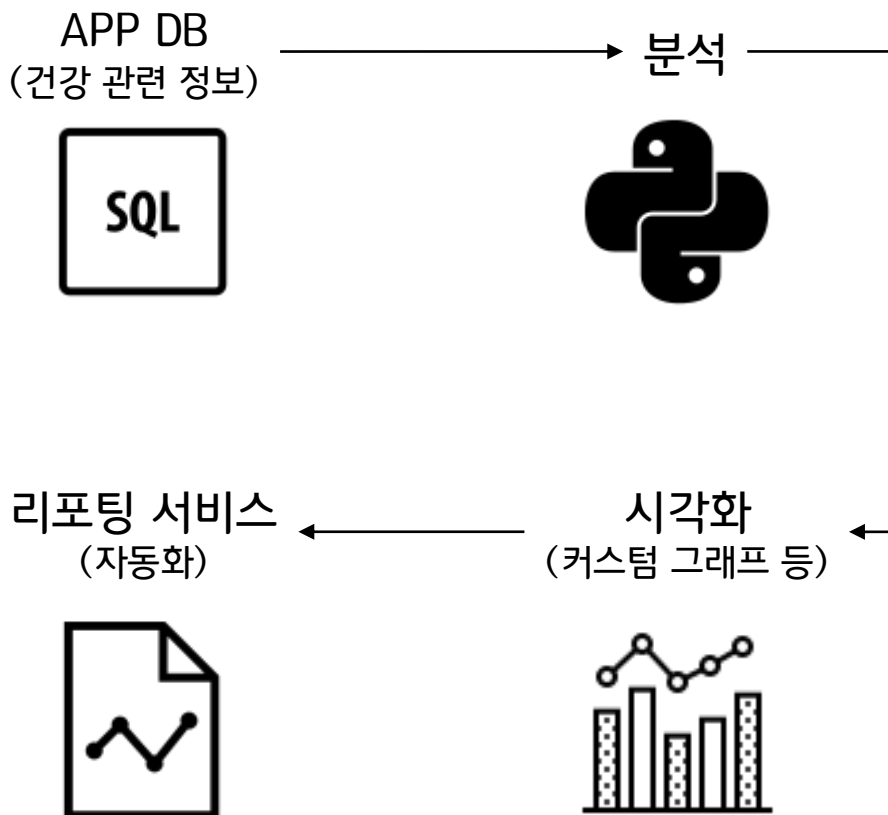 APP DB
(건강 관련 정보)
분석
SQL
리포팅 서비스
(자동화)
시각화
(커스텀 그래프 등)